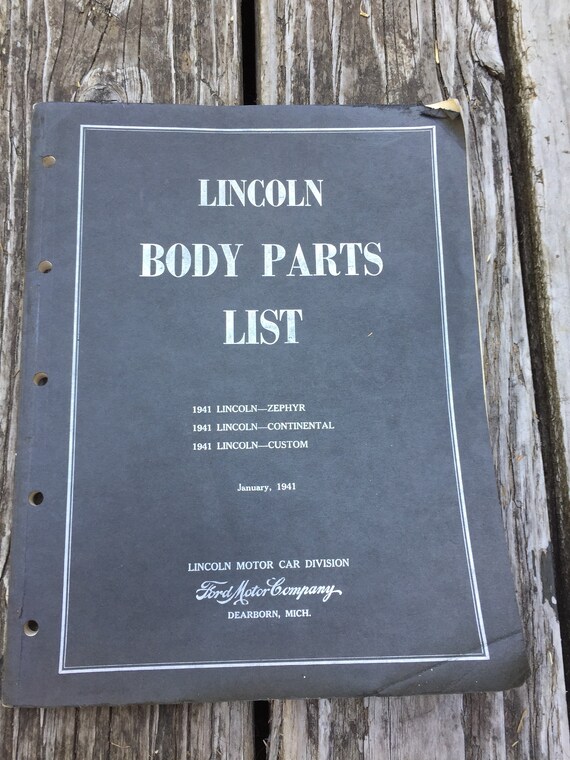 LINCOLN
BODY PARTS
LIST
1941 LINCOLN—ZEPHYR
1941 LINCOLN—CONTINENTAL
1941 LINCOLN—CUSTOM
January, 1941
LINCOLN MOTOR CAR DIVISION
Ford Motor Company
DEARBORN, MICH.